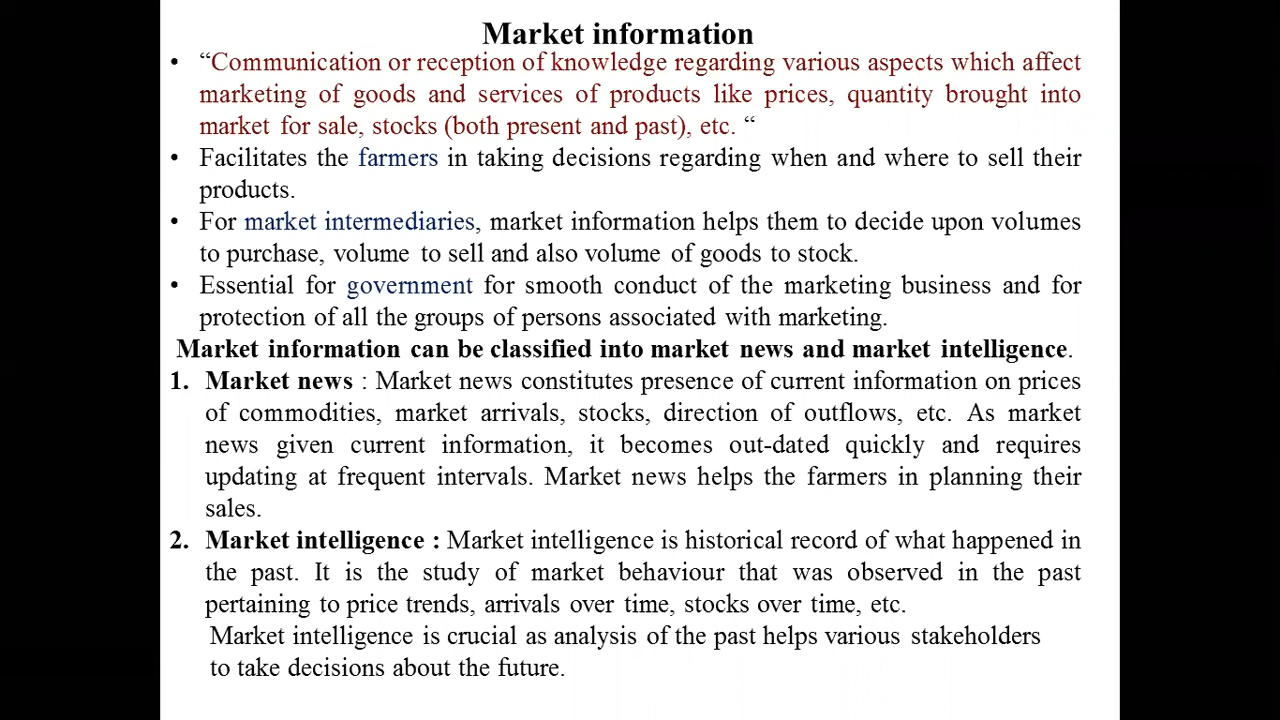 Market information
• “Communication or reception of knowledge regarding various aspects which affect
marketing of goods and services of products like prices, quantity brought into
market for sale, stocks (both present and past), etc. “
• Facilitates the farmers in taking decisions regarding when and where to sell their
products.
• For market intermediaries, market information helps them to decide upon volumes
to purchase, volume to sell and also volume of goods to stock.
• Essential for government for smooth conduct of the marketing business and for
protection of all the groups of persons associated with marketing.
Market information can be classified into market news and market intelligence.
1. Market news : Market news constitutes presence of current information on prices
of commodities, market arrivals, stocks, direction of outflows, etc. As market
news given current information, it becomes out-dated quickly and requires
updating at frequent intervals. Market news helps the farmers in planning their
sales.
2. Market intelligence : Market intelligence is historical record of what happened in
the past. It is the study of market behaviour that was observed in the past
pertaining to price trends, arrivals over time, stocks over time, etc.
Market intelligence is crucial as analysis of the past helps various stakeholders
to take decisions about the future.